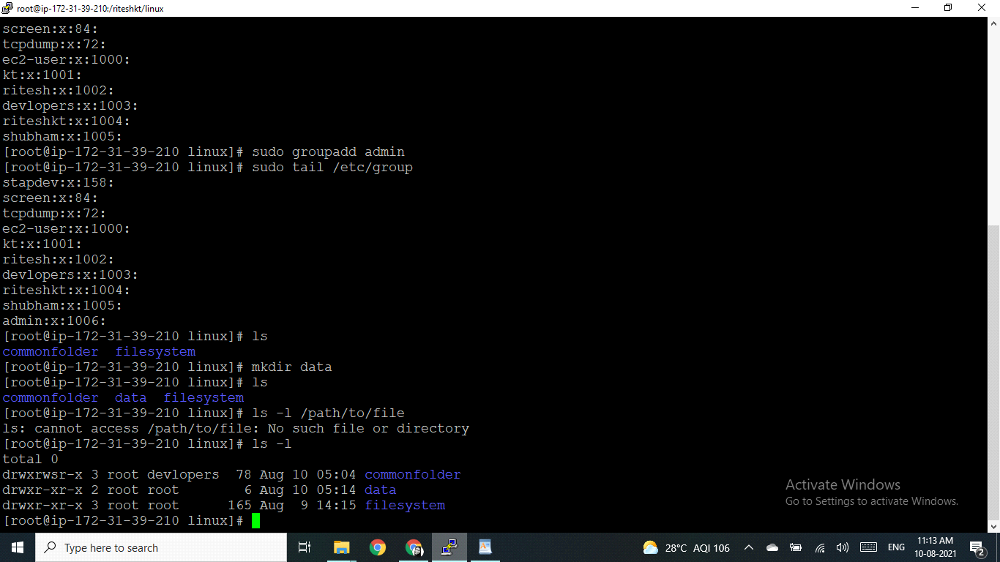 root@ip-172-31-39-210:/riteshkt/linux
screen:x:84:
tcpdump:x:72:
ec2-user:x:1000:
kt:x:1001:
ritesh:x:1002:
devlopers:x:1003:
riteshkt:x:1004:
shubham:x:1005:
[root@ip-172-31-39-210 linux]# sudo groupadd admin
[root@ip-172-31-39-210 linux]# sudo tail /etc/group
stapdev:x:158:
screen:x:84:
tcpdump:x:72:
ec2-user:x:1000:
kt:x:1001:
ritesh:x:1002:
devlopers:x:1003:
riteshkt:x:1004:
shubham:x:1005:
admin:x:1006:
[root@ip-172-31-39-210 linux]# ls
commonfolder  filesystem
[root@ip-172-31-39-210 linux]# mkdir data
[root@ip-172-31-39-210 linux]# ls
commonfolder  data  filesystem
[root@ip-172-31-39-210 linux]# ls -l /path/to/file
ls: cannot access /path/to/file: No such file or directory
[root@ip-172-31-39-210 linux]# ls -l
total 0
drwxrwsr-x 3 root devlopers  78 Aug 10 05:04 commonfolder
drwxr-xr-x 2 root root        6 Aug 10 05:14 data
drwxr-xr-x 3 root root      165 Aug  9 14:15 filesystem
[root@ip-172-31-39-210 linux]#
Activate Windows
Go to Settings to activate Windows.
Type here to search
28°C AQI 106
ENG
11:13 AM
10-08-2021
2